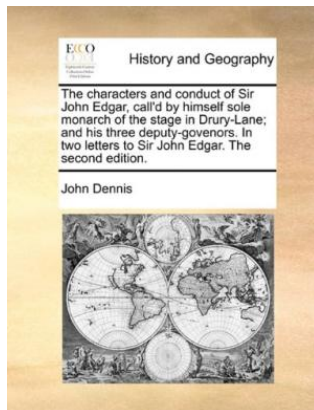 ECCO
History and Geography
The characters and conduct of Sir
John Edgar, call'd by himself sole
monarch of the stage in Drury-Lane;
and his three deputy-govenors. In
two letters to Sir John Edgar. The
second edition.
John Dennis